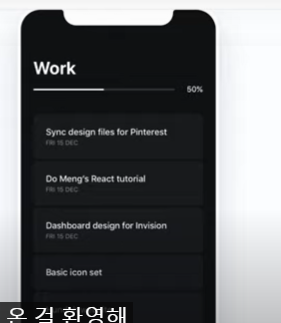 Work
50%
Sync design files for Pinterest
FRI 15 DEC
Do Meng's React tutorial
FRI 15 DEC
Dashboard design for Invision
FRI 15 DEC
Basic icon set
온 걸 환영해